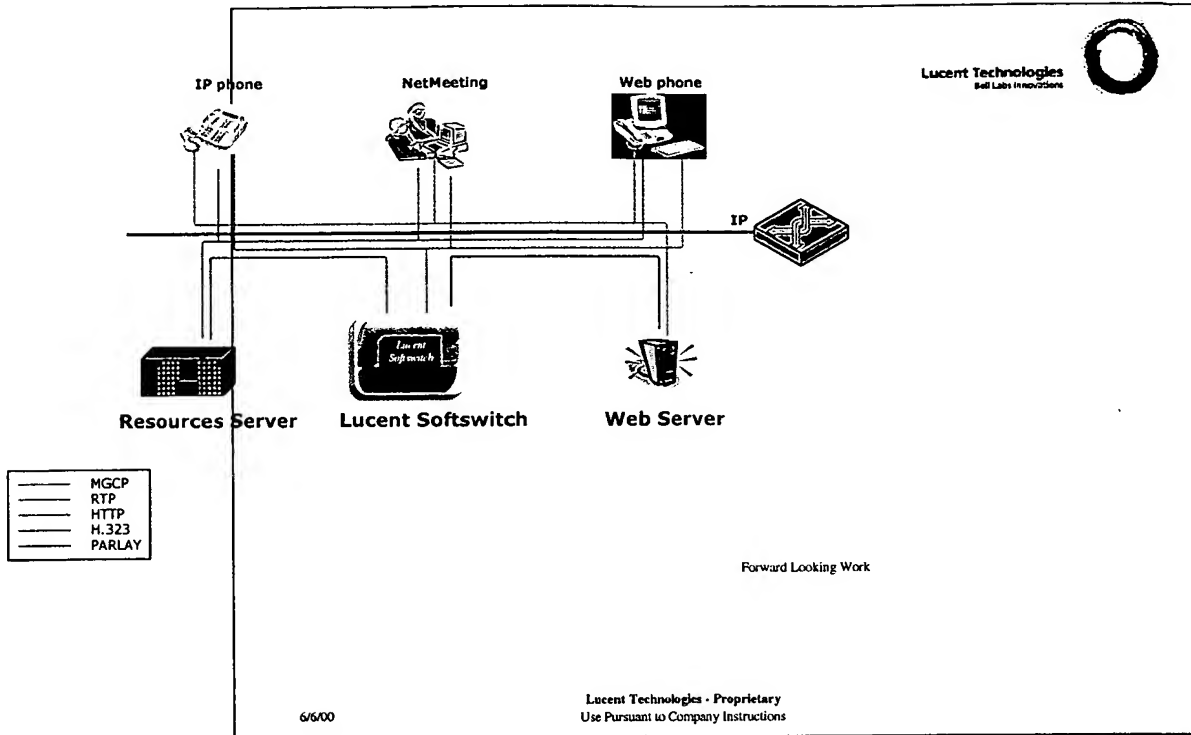 Lucent Technologies
Bell Labs Innovations
IP phone
NetMeeting
Web phone
IP
Lucent
Softswitch
Resources Server
Lucent Softswitch
Web Server
MGCP
RTP
HTTP
H.323
PARLAY
Forward Looking Work
6/6/00
Lucent Technologies - Proprietary
Use Pursuant to Company Instructions